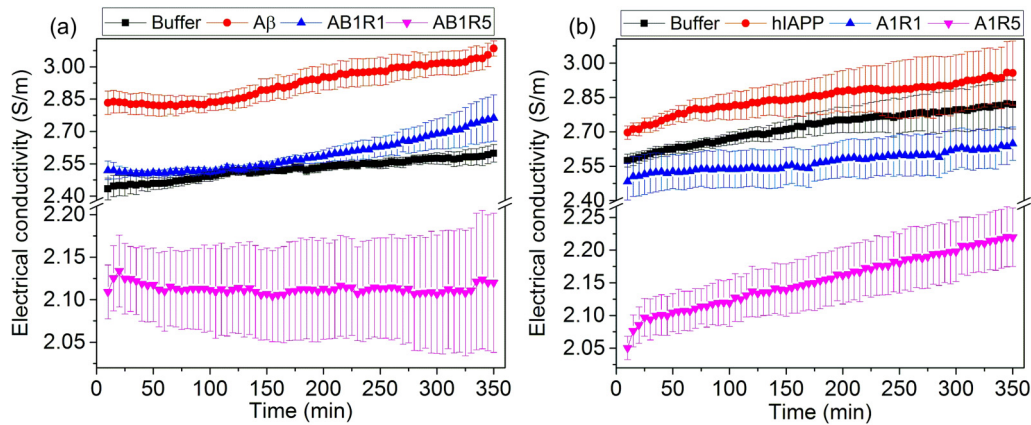 (a)
Buffer Aβ AB1R1 AB1R5
Electrical conductivity (S/m)
3.00
2.85
2.70
2.55
2.40
2.20
2.15
2.10
2.05
0 50 100 150 200 250 300 350
Time (min)
(b)
Buffer hIAPP A1R1 A1R5
Electrical conductivity (S/m)
3.00
2.85
2.70
2.55
2.40
2.25
2.20
2.15
2.10
2.05
0 50 100 150 200 250 300 350
Time (min)